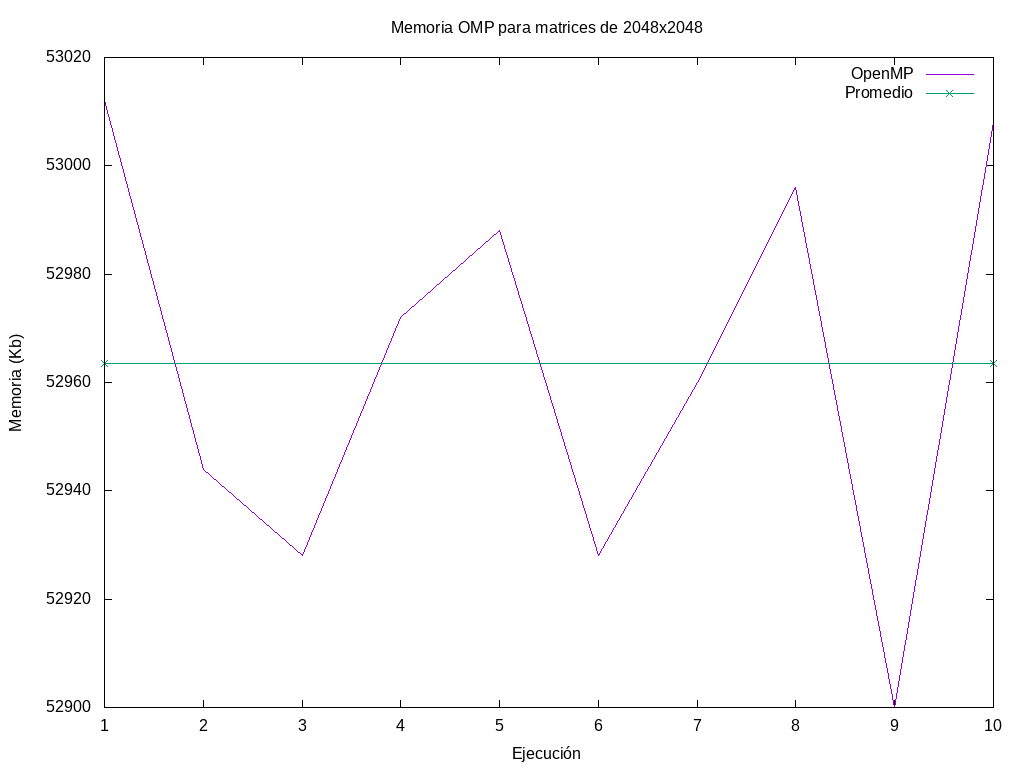 Memoria OMP para matrices de 2048x2048
53020
53000
52980
52960
52940
52920
52900
Memoria (Kb)
OpenMP
Promedio
1 2 3 4 5 6 7 8 9 10
Ejecución